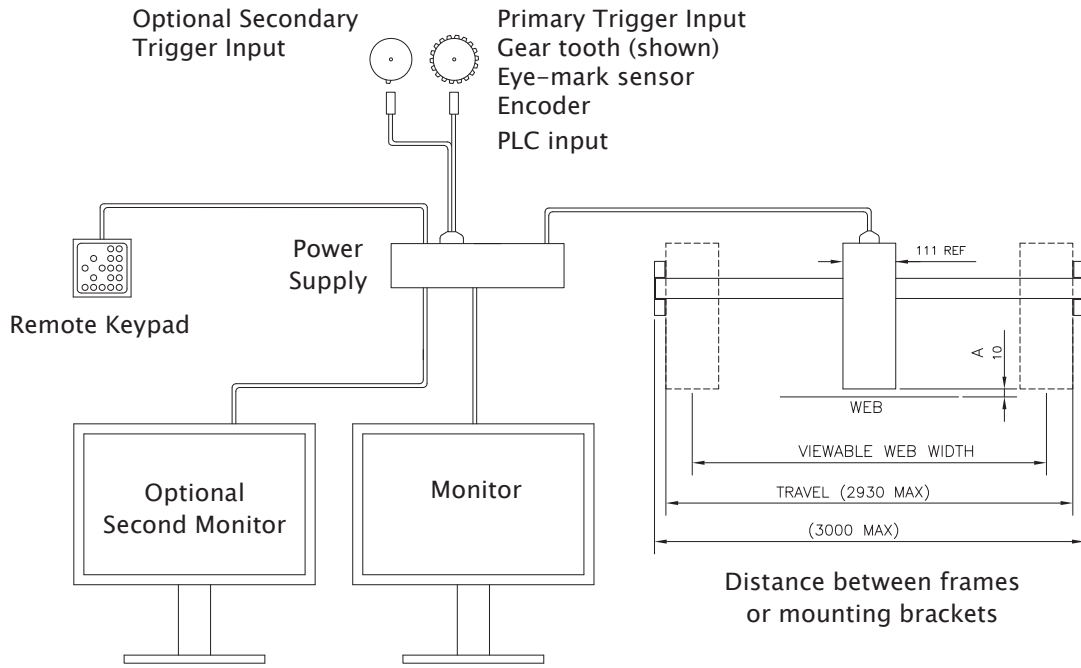 Optional Secondary
Trigger Input
Primary Trigger Input
Gear tooth (shown)
Eye-mark sensor
Encoder
PLC input
Power
Supply
Remote Keypad
111 REF
A
10
WEB
VIEWABLE WEB WIDTH
TRAVEL (2930 MAX)
(3000 MAX)
Distance between frames
or mounting brackets
Optional
Second Monitor
Monitor